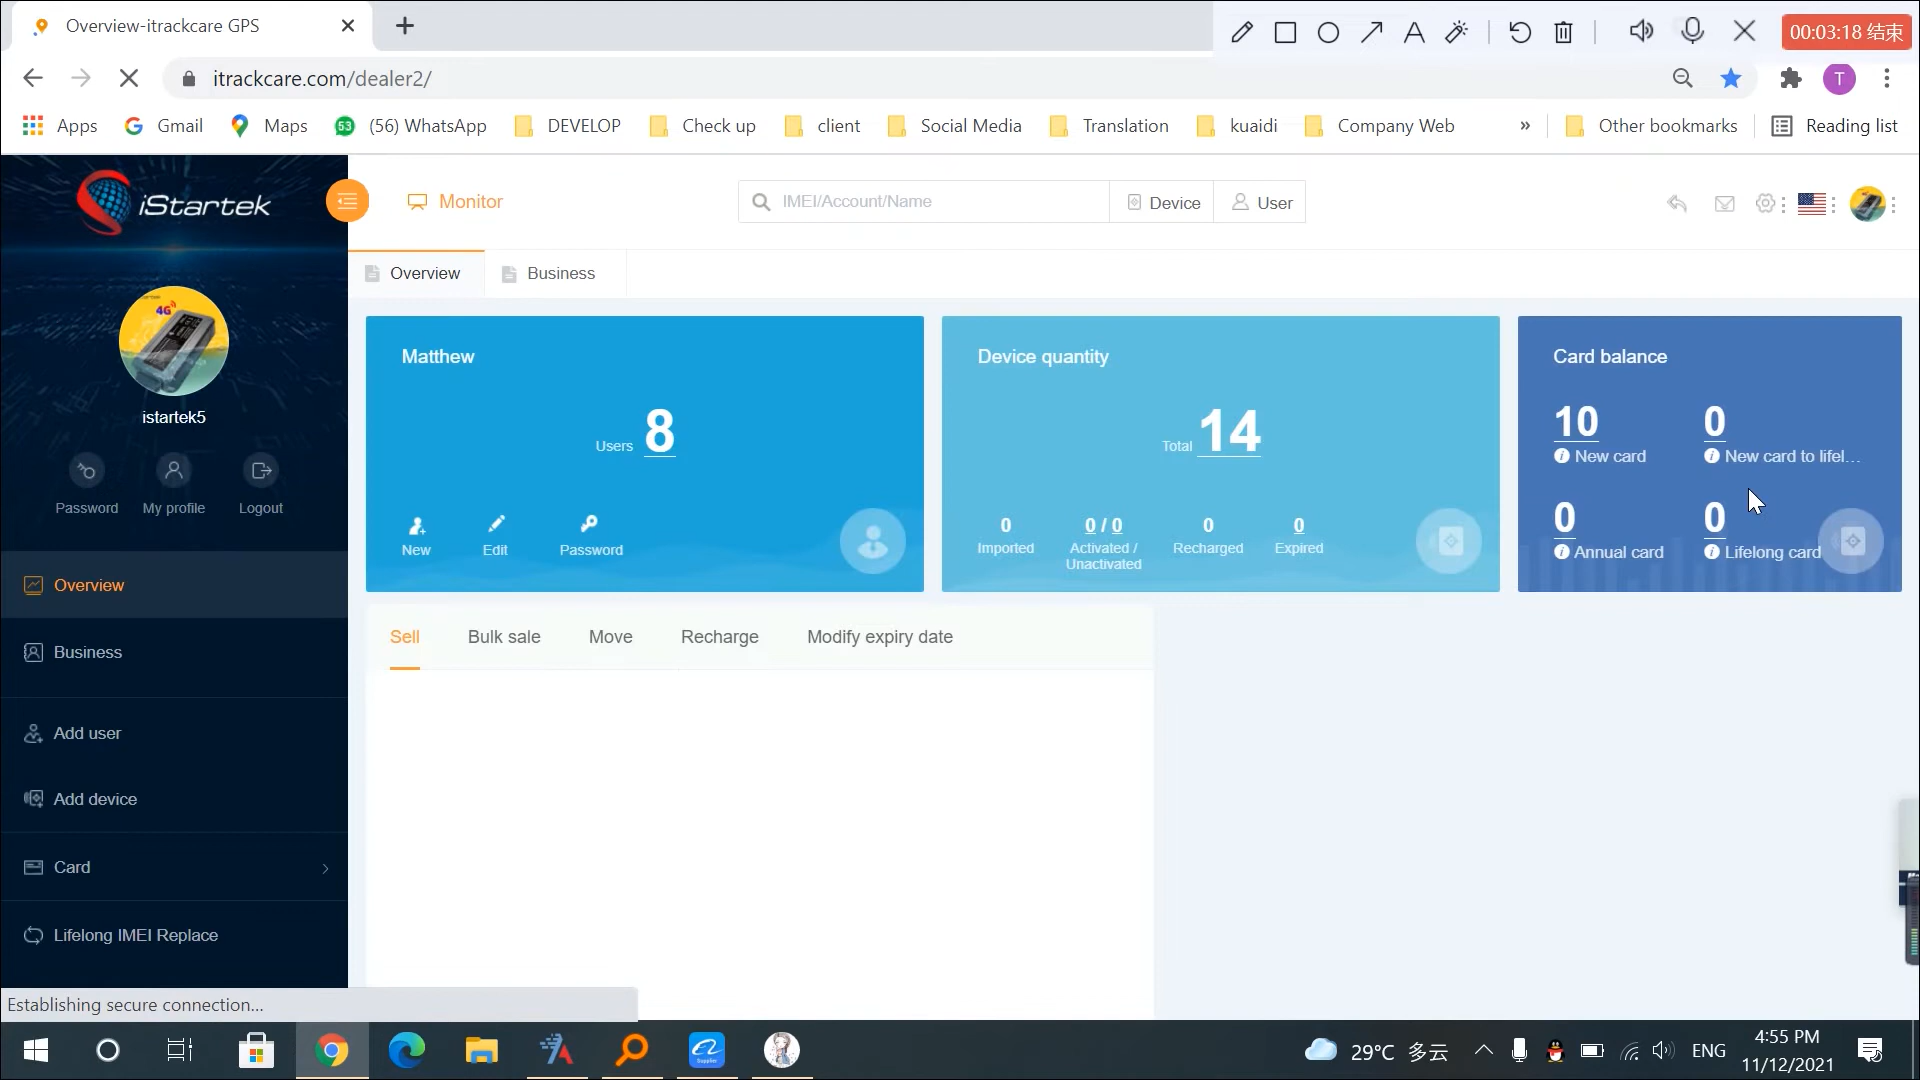 Overview-itrackcare GPS
00:03:18 结束
itrackcare.com/dealer2/
T
Apps
Gmail
Maps
53
(56) WhatsApp
DEVELOP
Check up
client
Social Media
Translation
kuaidi
Company Web
»
Other bookmarks
Reading list
iStartek
Monitor
IMEI/Account/Name
Device
User
Overview
Business
4G
istartek5
Password
My profile
Logout
Overview
Business
Add user
Add device
Card
Lifelong IMEI Replace
Matthew
Users 8
New
Edit
Password
Device quantity
Total 14
0
Imported
0 / 0
Activated /
Unactivated
0
Recharged
0
Expired
Card balance
10
New card
0
New card to lifel...
0
Annual card
0
Lifelong card
Sell
Bulk sale
Move
Recharge
Modify expiry date
Establishing secure connection...
29°C 多云
ENG
4:55 PM
11/12/2021